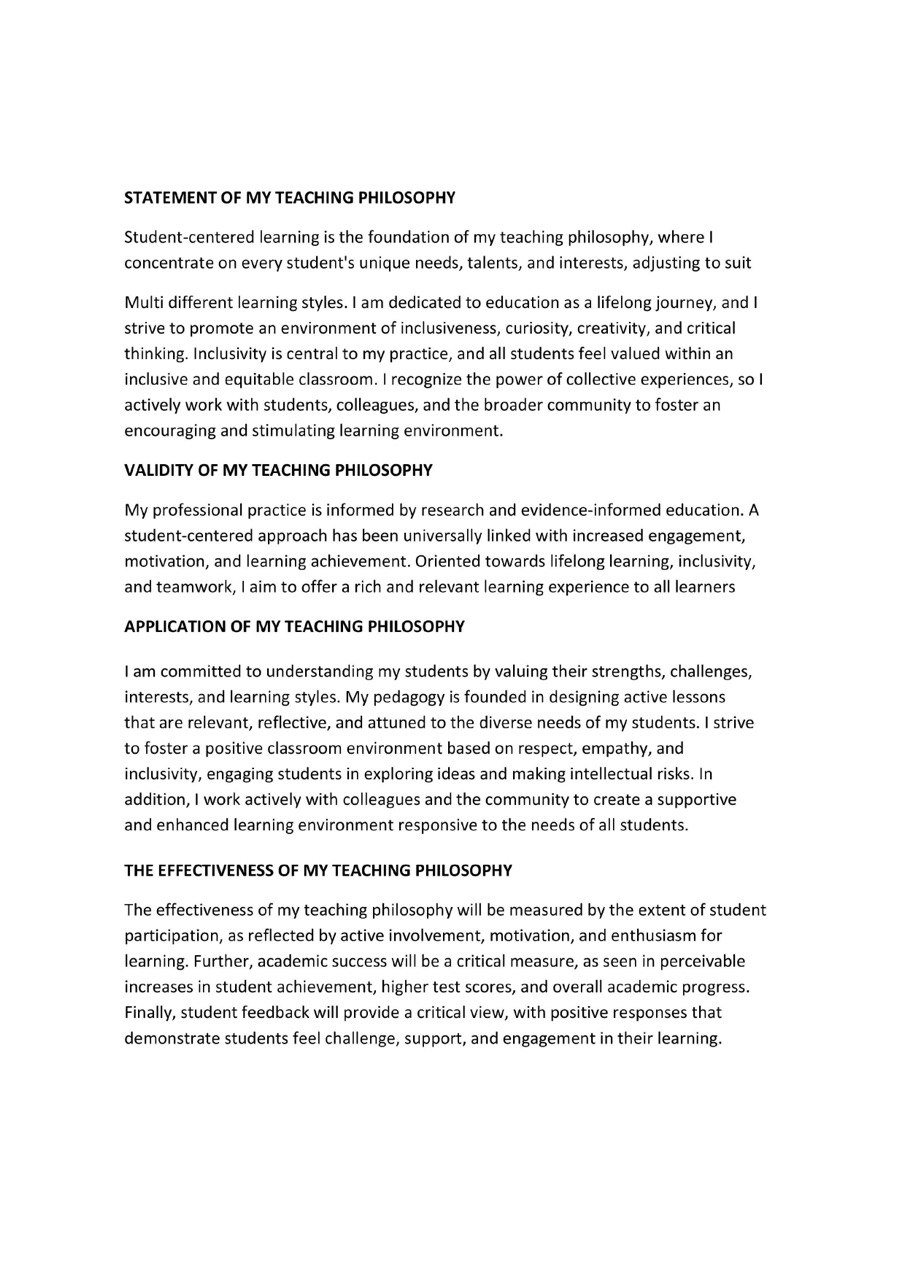 STATEMENT OF MY TEACHING PHILOSOPHY
Student-centered learning is the foundation of my teaching philosophy, where I
concentrate on every student's unique needs, talents, and interests, adjusting to suit
Multi different learning styles. I am dedicated to education as a lifelong journey, and I
strive to promote an environment of inclusiveness, curiosity, creativity, and critical
thinking. Inclusivity is central to my practice, and all students feel valued within an
inclusive and equitable classroom. I recognize the power of collective experiences, so I
actively work with students, colleagues, and the broader community to foster an
encouraging and stimulating learning environment.
VALIDITY OF MY TEACHING PHILOSOPHY
My professional practice is informed by research and evidence-informed education. A
student-centered approach has been universally linked with increased engagement,
motivation, and learning achievement. Oriented towards lifelong learning, inclusivity,
and teamwork, I aim to offer a rich and relevant learning experience to all learners
APPLICATION OF MY TEACHING PHILOSOPHY
I am committed to understanding my students by valuing their strengths, challenges,
interests, and learning styles. My pedagogy is founded in designing active lessons
that are relevant, reflective, and attuned to the diverse needs of my students. I strive
to foster a positive classroom environment based on respect, empathy, and
inclusivity, engaging students in exploring ideas and making intellectual risks. In
addition, I work actively with colleagues and the community to create a supportive
and enhanced learning environment responsive to the needs of all students.
THE EFFECTIVENESS OF MY TEACHING PHILOSOPHY
The effectiveness of my teaching philosophy will be measured by the extent of student
participation, as reflected by active involvement, motivation, and enthusiasm for
learning. Further, academic success will be a critical measure, as seen in perceivable
increases in student achievement, higher test scores, and overall academic progress.
Finally, student feedback will provide a critical view, with positive responses that
demonstrate students feel challenge, support, and engagement in their learning.